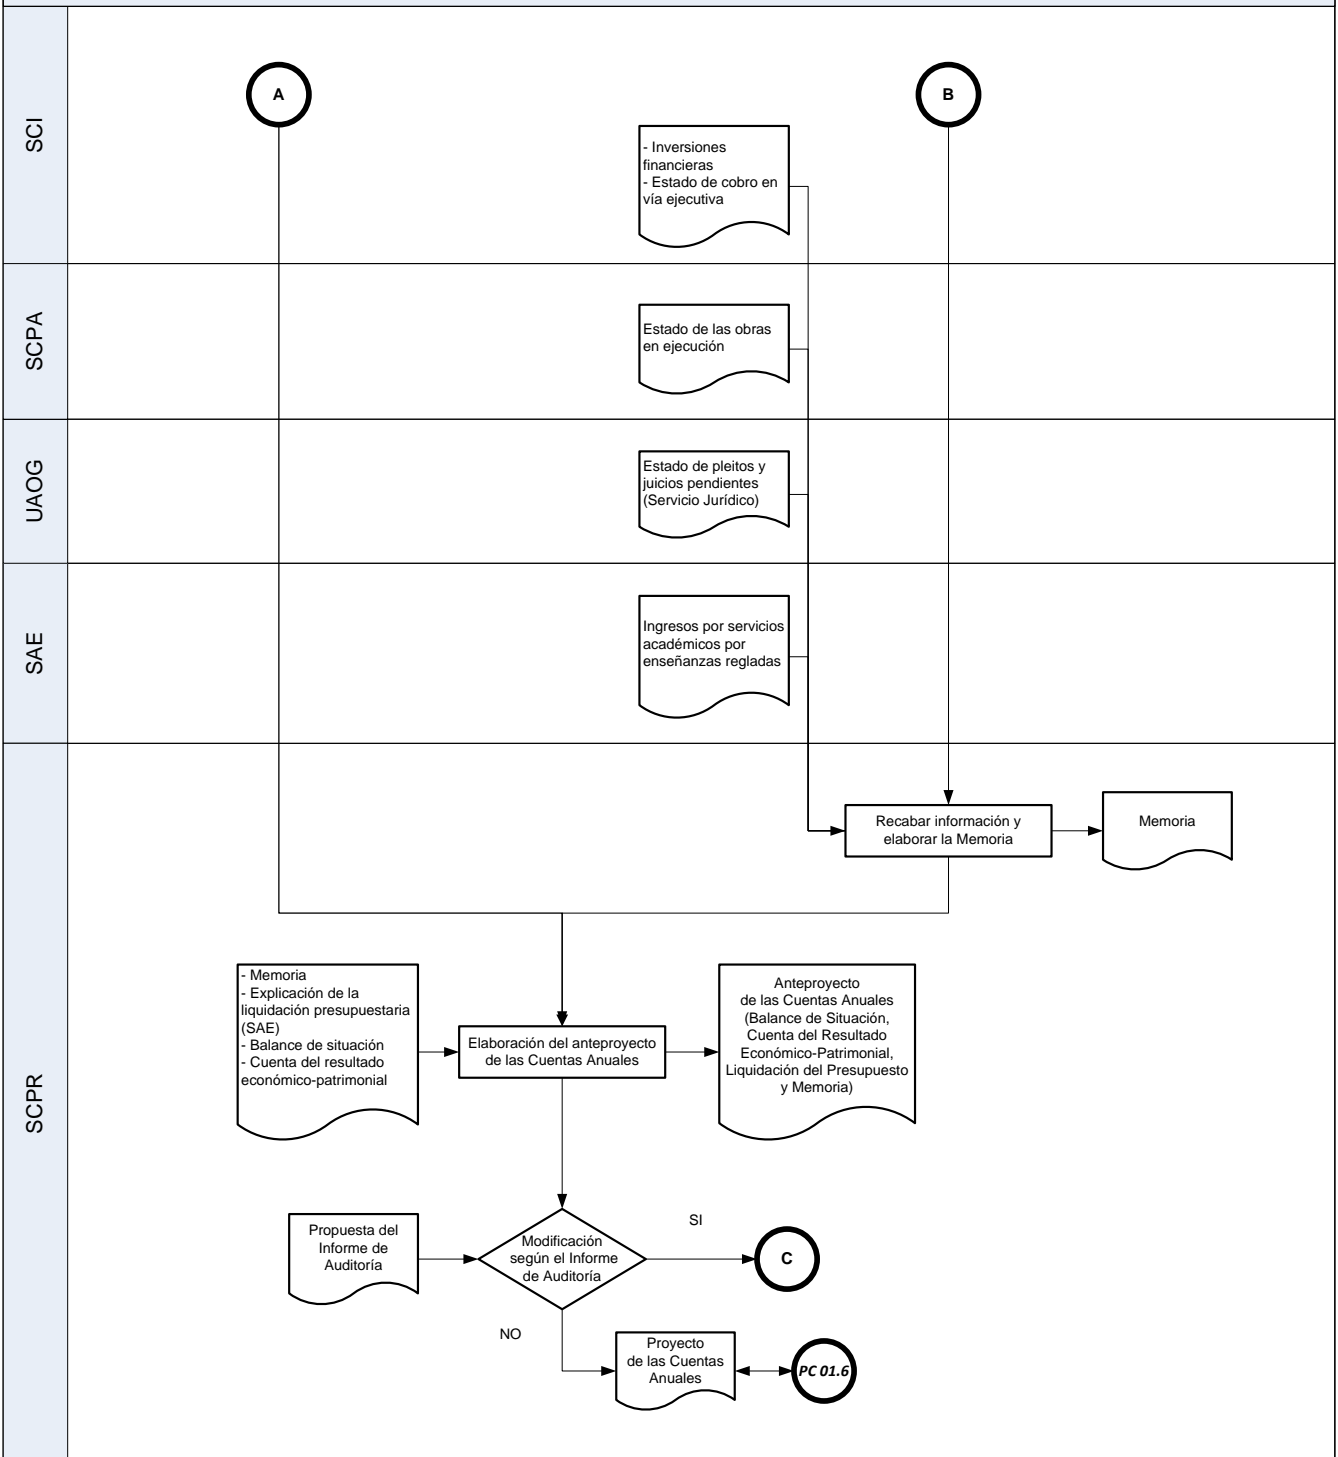 SCI
A
B
- Inversiones
financieras
- Estado de cobro en
vía ejecutiva
SCPA
Estado de las obras
en ejecución
UAOG
Estado de pleitos y
juicios pendientes
(Servicio Jurídico)
SAE
Ingresos por servicios
académicos por
enseñanzas regladas
SCPR
Recabar información y
elaborar la Memoria
Memoria
- Memoria
- Explicación de la
liquidación presupuestaria
(SAE)
- Balance de situación
- Cuenta del resultado
económico-patrimonial
Elaboración del anteproyecto
de las Cuentas Anuales
Anteproyecto
de las Cuentas Anuales
(Balance de Situación,
Cuenta del Resultado
Económico-Patrimonial,
Liquidación del Presupuesto
y Memoria)
Propuesta del
Informe de
Auditoría
Modificación
según el Informe
de Auditoría
SI
C
NO
Proyecto
de las Cuentas
Anuales
PC 01.6